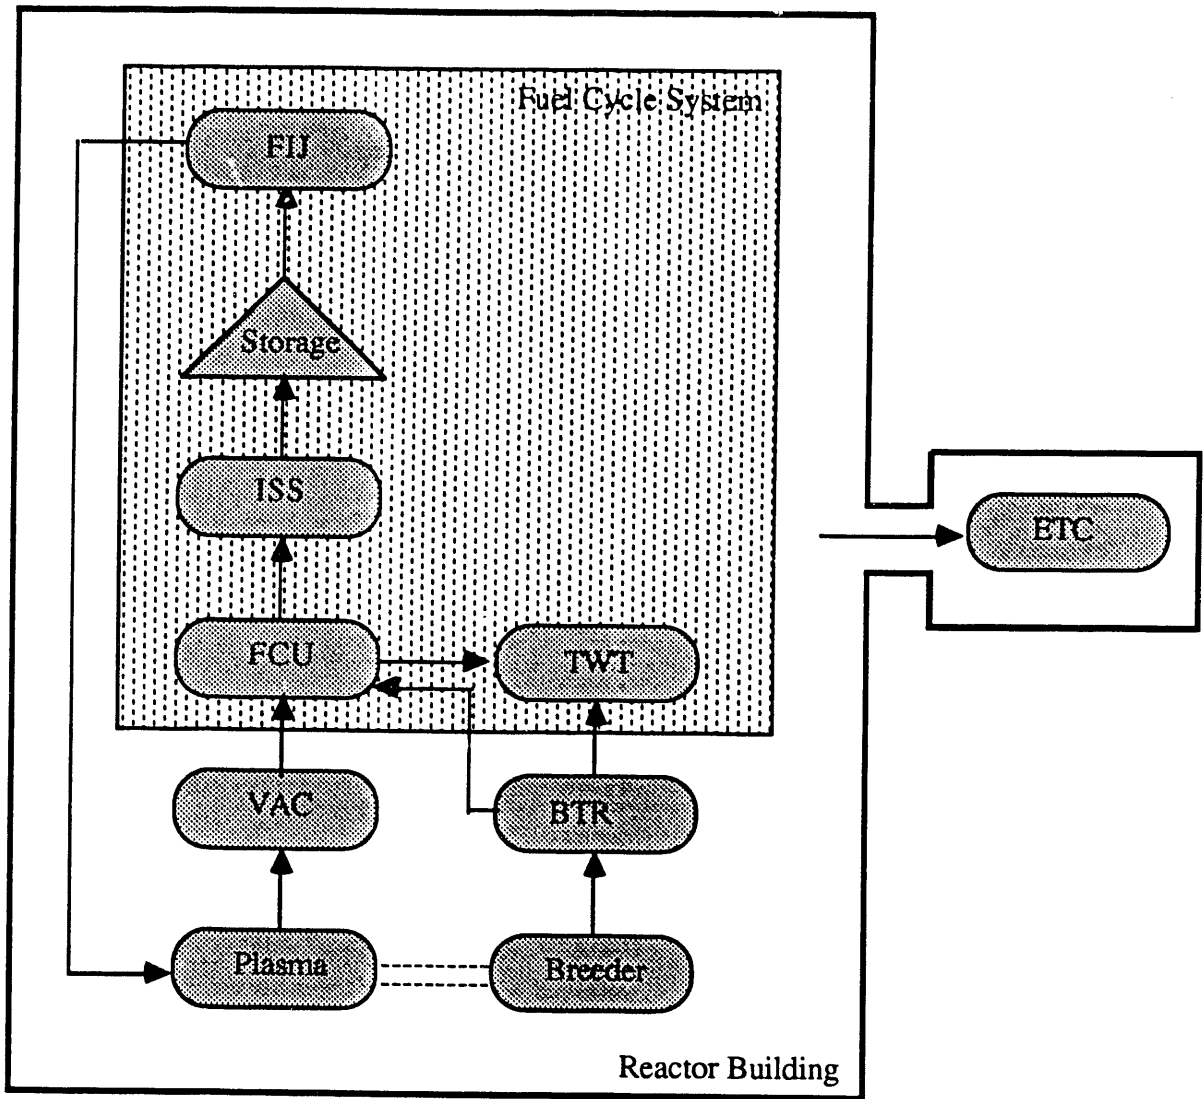 Fuel Cycle System
FIJ
Storage
ISS
ETC
FCU
TWT
VAC
BTR
Plasma
Breeder
Reactor Building